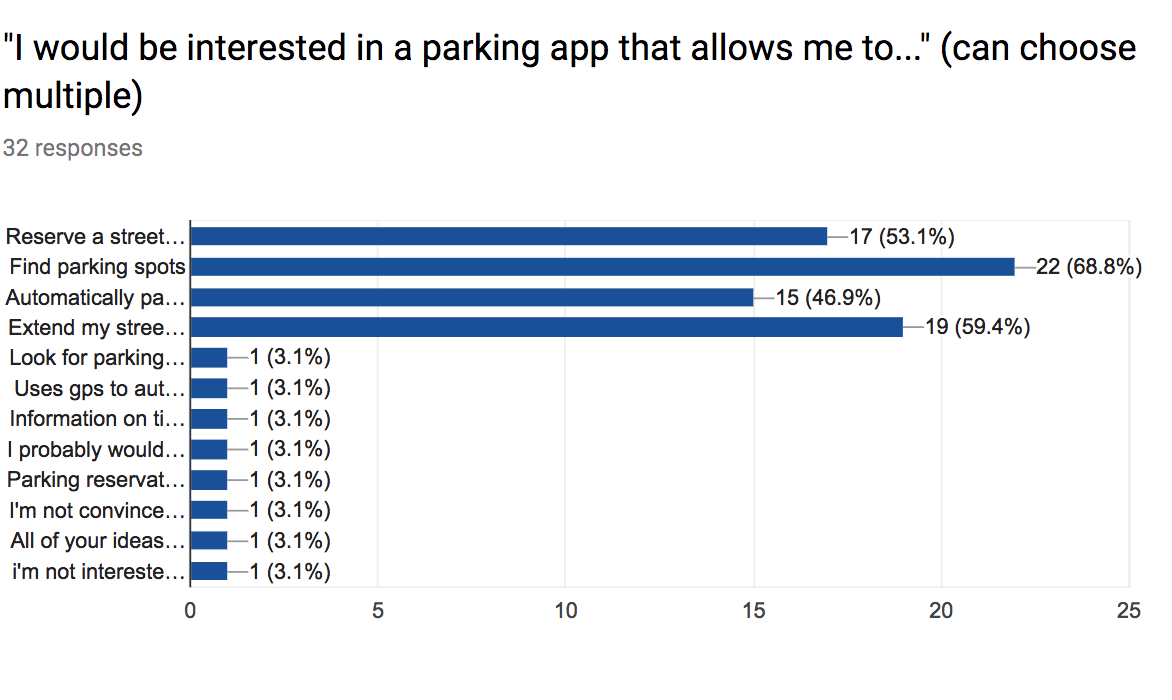 "I would be interested in a parking app that allows me to..." (can choose
multiple)
32 responses
Reserve a street... 17 (53.1%)
Find parking spots 22 (68.8%)
Automatically pa... 15 (46.9%)
Extend my stree... 19 (59.4%)
Look for parking... 1 (3.1%)
Uses gps to aut... 1 (3.1%)
Information on ti... 1 (3.1%)
I probably would... 1 (3.1%)
Parking reservat... 1 (3.1%)
I'm not convince... 1 (3.1%)
All of your ideas... 1 (3.1%)
i'm not intereste... 1 (3.1%)
0 5 10 15 20 25